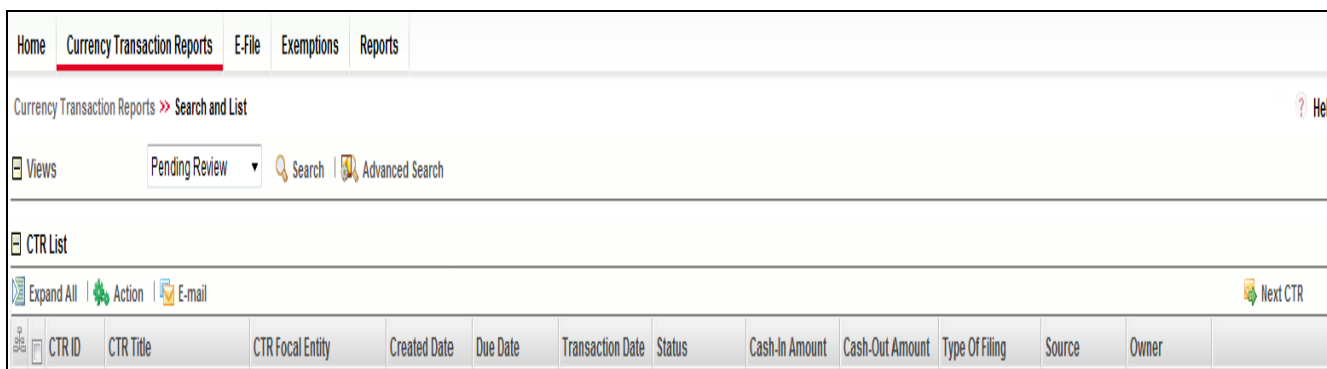 Home Currency Transaction Reports E-File Exemptions Reports
Currency Transaction Reports >> Search and List ? Hel
Views Pending Review Search Advanced Search
CTR List
Expand All Action E-mail Next CTR
CTR ID CTR Title CTR Focal Entity Created Date Due Date Transaction Date Status Cash-In Amount Cash-Out Amount Type Of Filing Source Owner